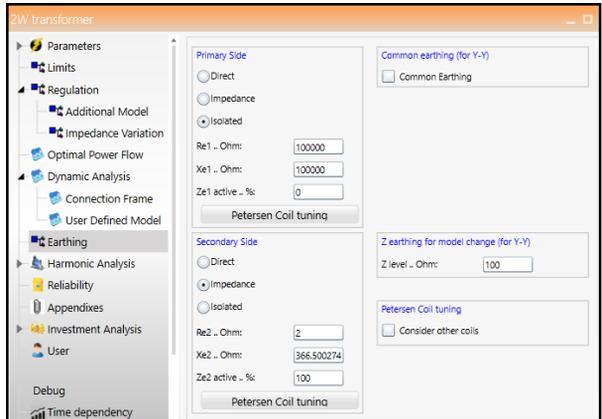 2W transformer
Parameters
Limits
Regulation
Additional Model
Impedance Variation
Optimal Power Flow
Dynamic Analysis
Connection Frame
User Defined Model
Earthing
Harmonic Analysis
Reliability
Appendixes
Investment Analysis
User
Debug
Time dependency
Primary Side
Direct
Impedance
Isolated
Re1 .. Ohm: 100000
Xe1 .. Ohm: 100000
Ze1 active .. %: 0
Petersen Coil tuning
Secondary Side
Direct
Impedance
Isolated
Re2 .. Ohm: 2
Xe2 .. Ohm: 366.500274
Ze2 active .. %: 100
Petersen Coil tuning
Common earthing (for Y-Y)
Common Earthing
Z earthing for model change (for Y-Y)
Z level .. Ohm: 100
Petersen Coil tuning
Consider other coils